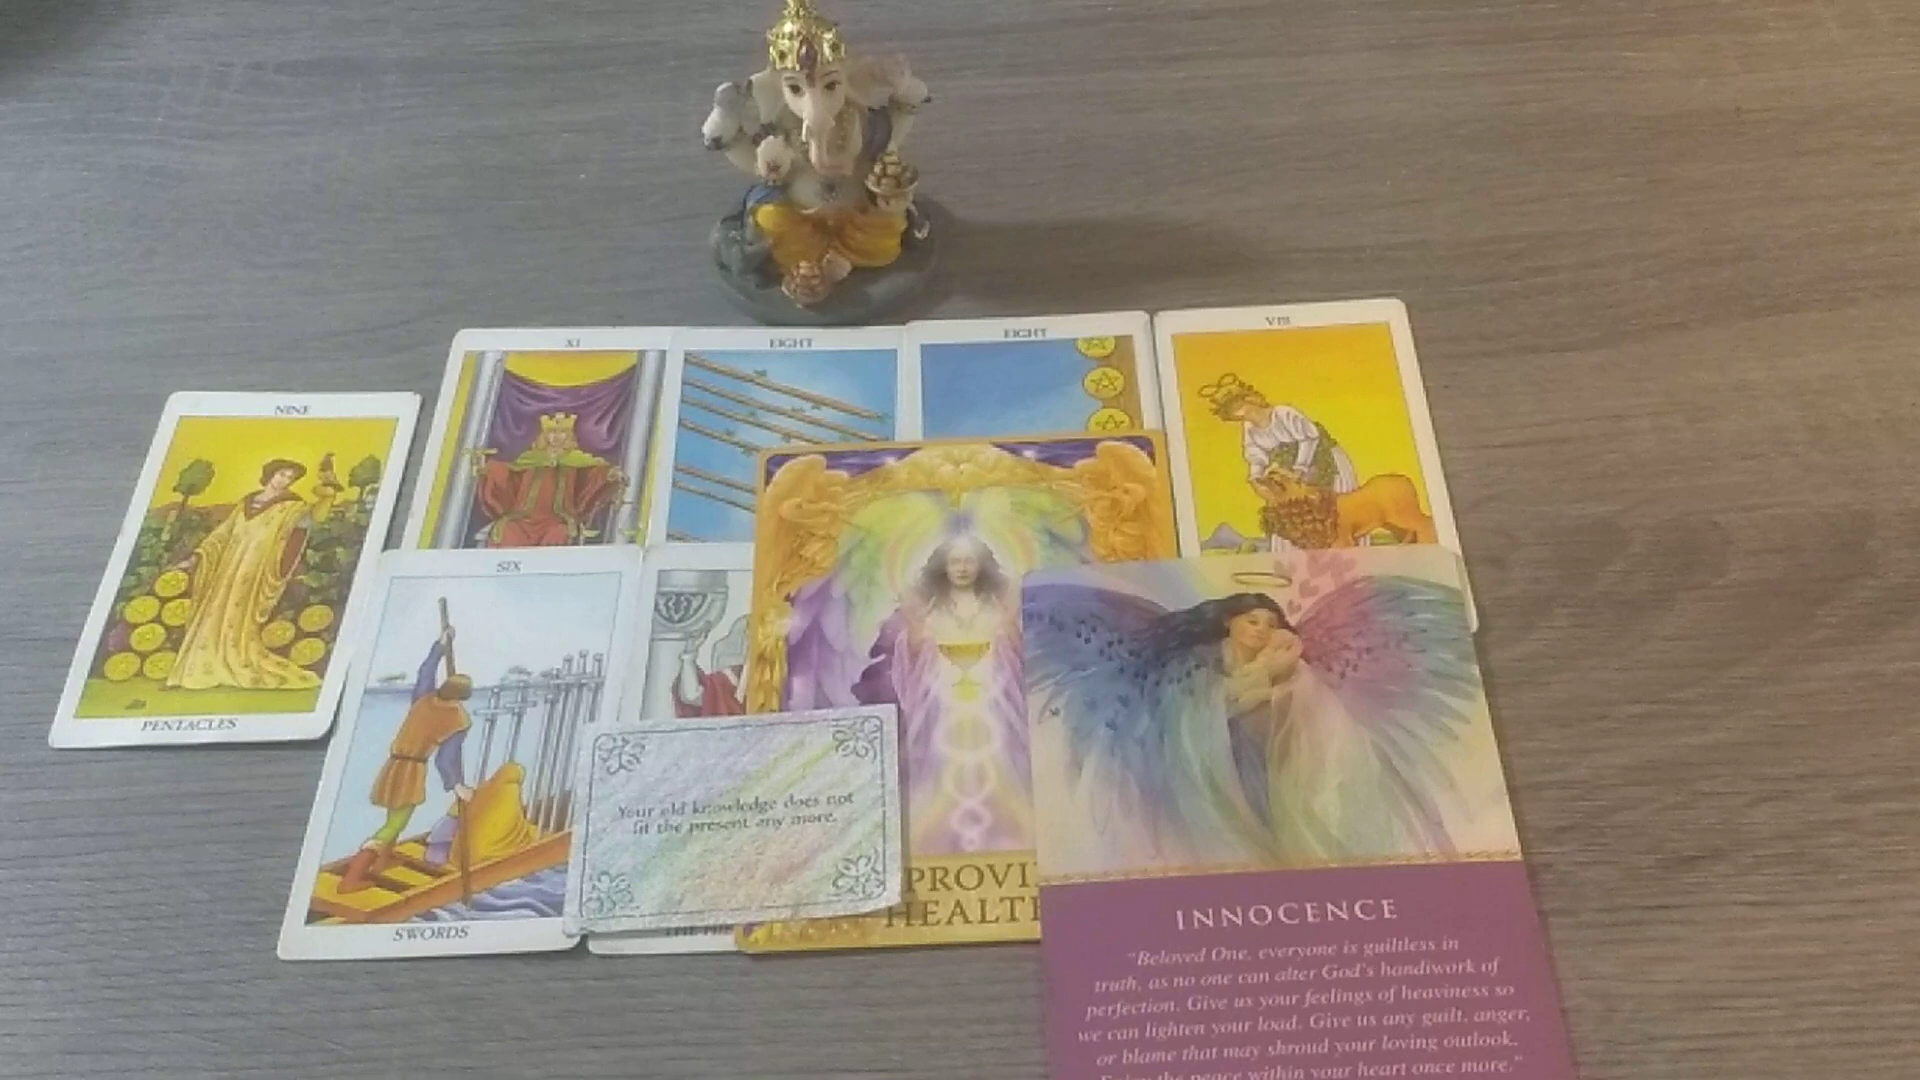 XI
EIGHT
EIGHT
VIII
NINE
PENTACLES
SIX
SWORDS
Your old knowledge does not
fit the present any more.
THE
PROVI
HEALTH
INNOCENCE
"Beloved One, everyone is guiltless in
truth, as no one can alter God's handiwork of
perfection. Give us your feelings of heaviness so
we can lighten your load. Give us any guilt, anger,
or blame that may shroud your loving outlook.
the peace within your heart once more."